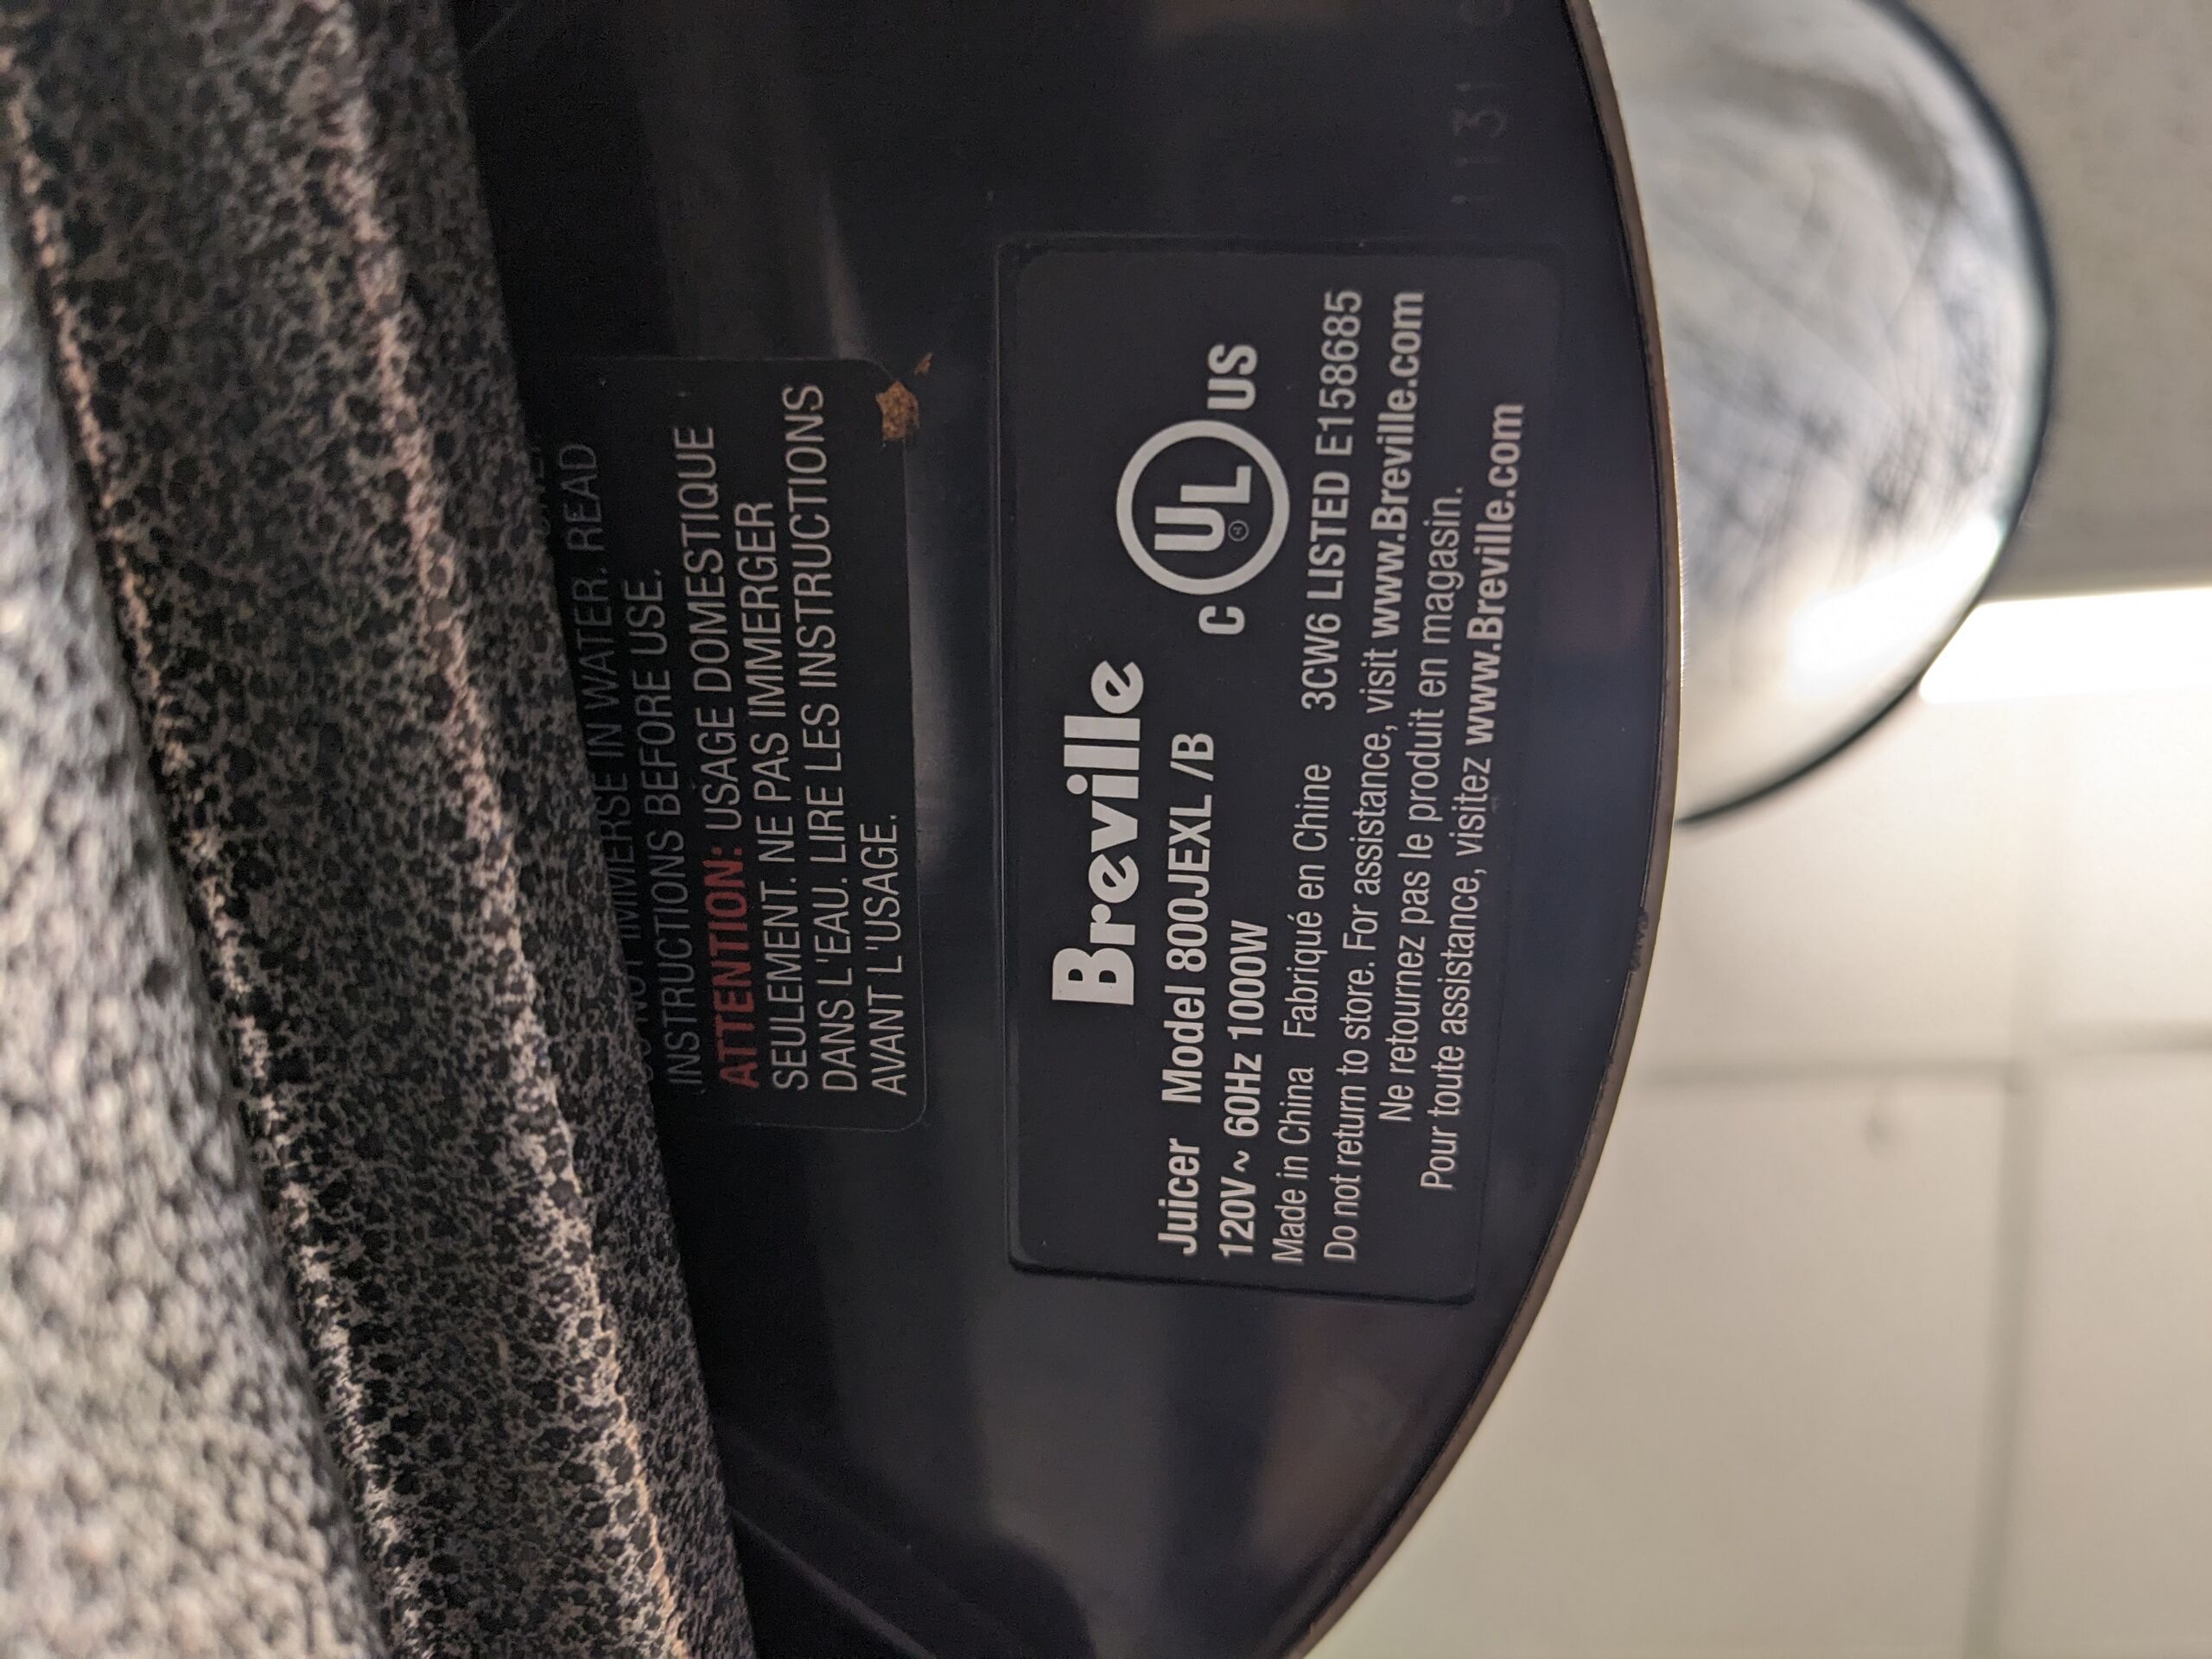 IMMERSE IN WATER. READ
INSTRUCTIONS BEFORE USE.
ATTENTION: USAGE DOMESTIQUE
SEULEMENT. NE PAS IMMERGER
DANS L'EAU. LIRE LES INSTRUCTIONS
AVANT L'USAGE.
Breville
Juicer Model 800JEXL /B
120V ~ 60Hz 1000W
C UL ® US
Made in China Fabriqué en Chine 3CW6 LISTED E158685
Do not return to store. For assistance, visit www.Breville.com
Ne retournez pas le produit en magasin.
Pour toute assistance, visitez www.Breville.com